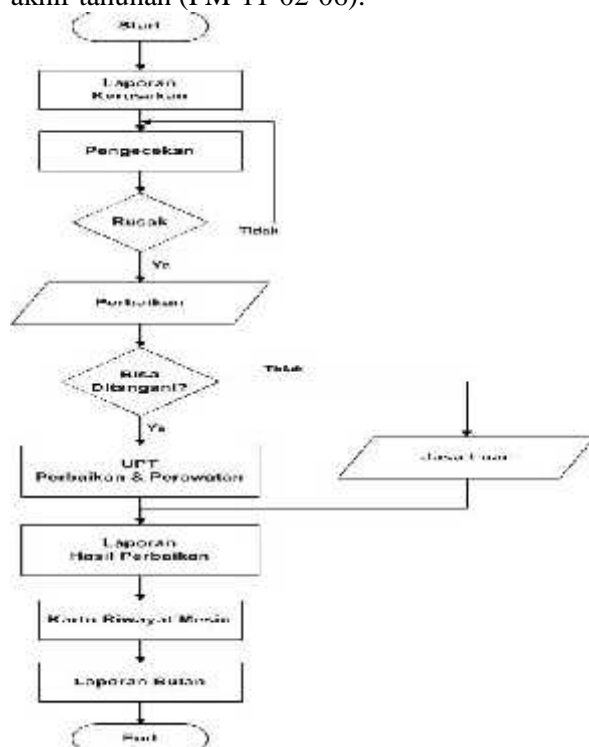 akhir tahunan (FM-11-02-06).
Start
Laporan
Kerusakan
Pengecekan
Rusak
Tidak
Ya
Perbaikan
Bisa
Ditangani?
Tidak
Ya
UPT
Perbaikan & Perawatan
Jasa Luar
Laporan
Hasil Perbaikan
Kartu Riwayat Mesin
Laporan Bulan
End